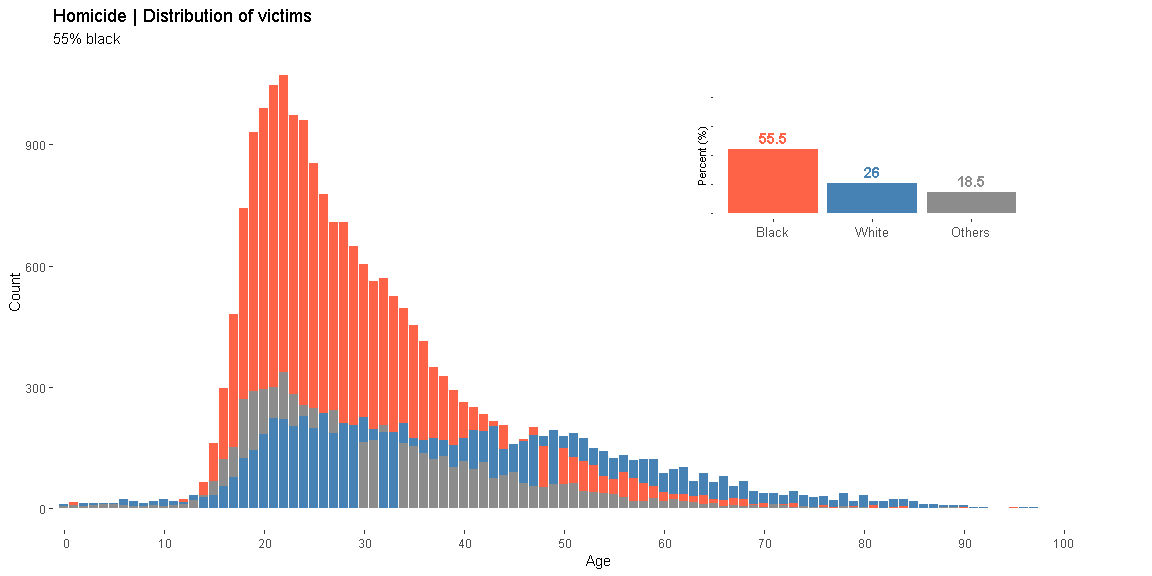 Homicide | Distribution of victims
55% black
Count
900
600
300
0
0 10 20 30 40 50 60 70 80 90 100
Age
Percent (%)
55.5
26
18.5
Black White Others